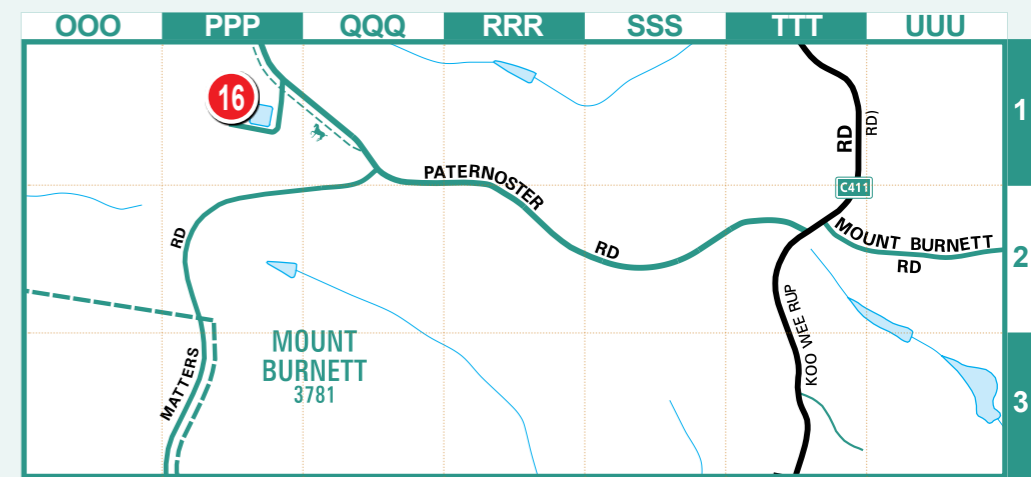 OOO PPP QQQ RRR SSS TTT UUU
16
1
RD
RD)
PATERNOSTER
C411
RD
RD
MOUNT BURNETT
RD
2
KOO WEE RUP
MOUNT
BURNETT
3781
MATTERS
3